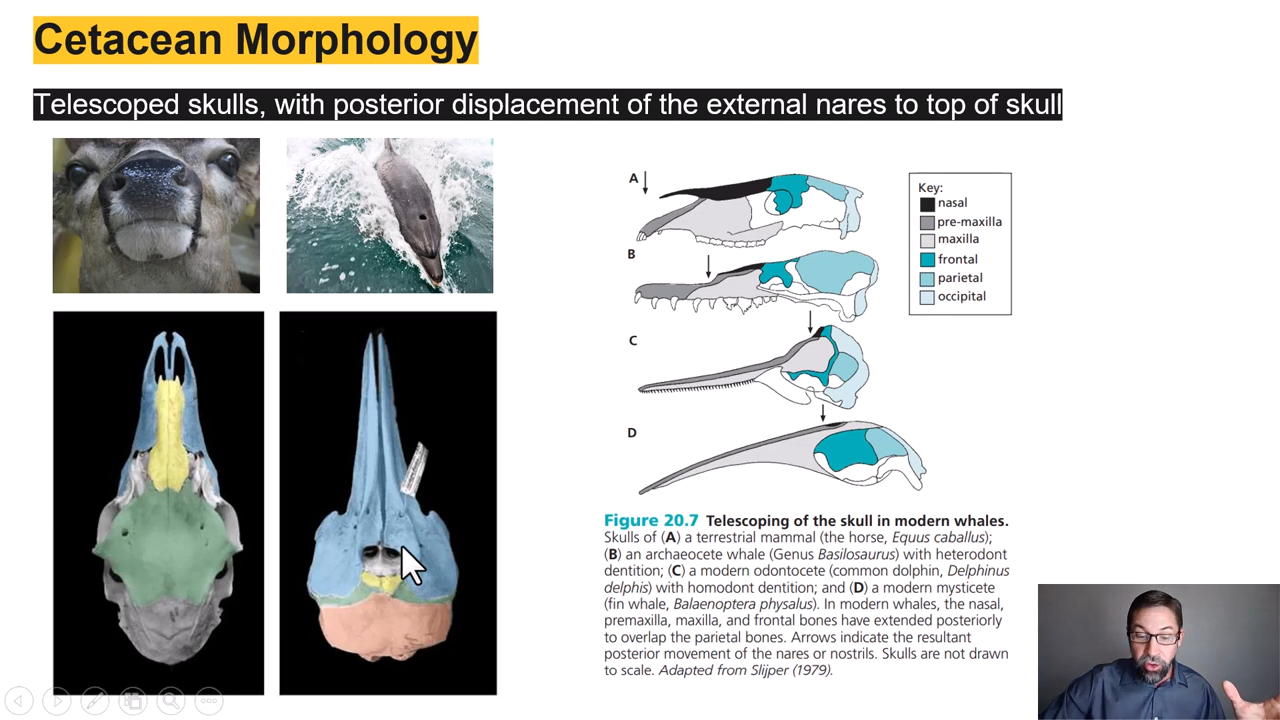 Cetacean Morphology
Telescoped skulls, with posterior displacement of the external nares to top of skull
A
B
C
D
Key:
nasal
pre-maxilla
maxilla
frontal
parietal
occipital
Figure 20.7 Telescoping of the skull in modern whales.
Skulls of (A) a terrestrial mammal (the horse, Equus caballus);
(B) an archaeocete whale (Genus Basilosaurus) with heterodont
dentition; (C) a modern odontocete (common dolphin, Delphinus
delphis) with homodont dentition; and (D) a modern mysticete
(fin whale, Balaenoptera physalus). In modern whales, the nasal,
premaxilla, maxilla, and frontal bones have extended posteriorly
to overlap the parietal bones. Arrows indicate the resultant
posterior movement of the nares or nostrils. Skulls are not drawn
to scale. Adapted from Slijper (1979).